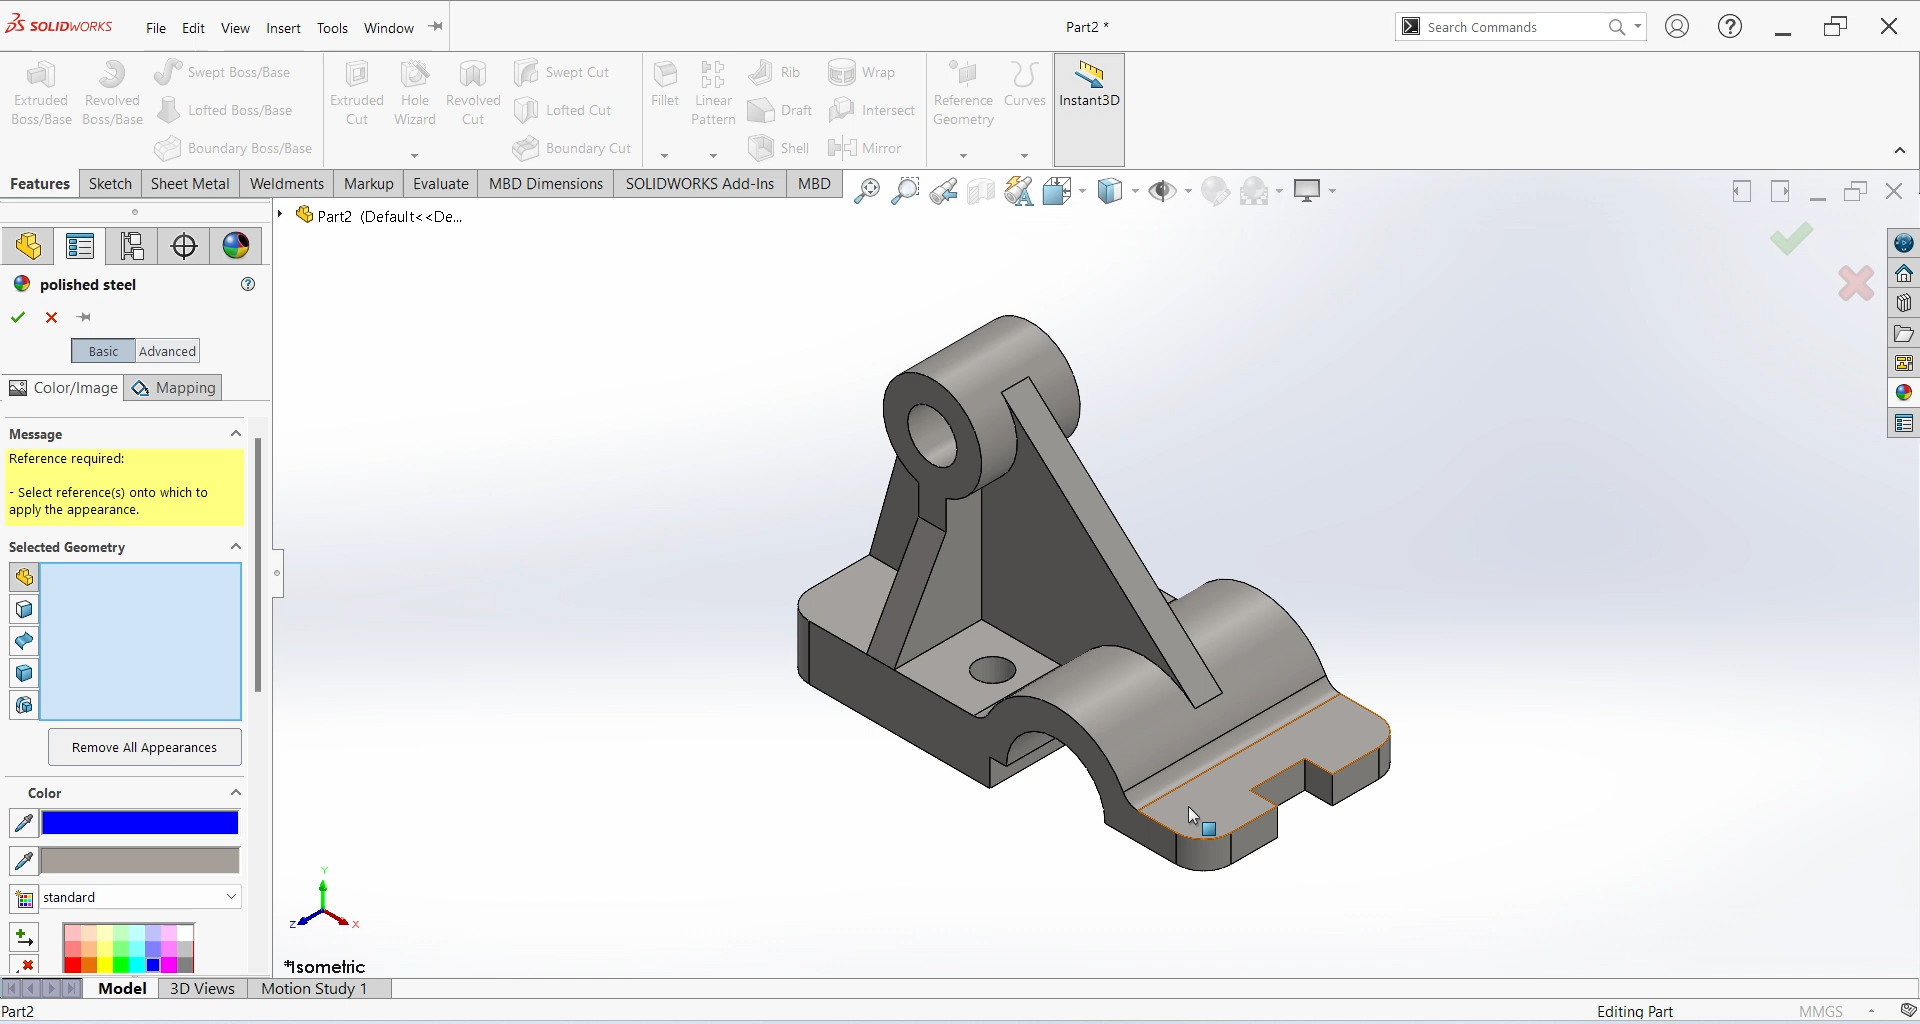 SOLIDWORKS
File Edit View Insert Tools Window
Part2 *
Search Commands
Extruded Boss/Base
Revolved Boss/Base
Swept Boss/Base
Lofted Boss/Base
Boundary Boss/Base
Extruded Cut
Hole Wizard
Revolved Cut
Swept Cut
Lofted Cut
Boundary Cut
Fillet
Linear Pattern
Rib
Draft
Shell
Wrap
Intersect
Mirror
Reference Geometry
Curves
Instant3D
Features Sketch Sheet Metal Weldments Markup Evaluate MBD Dimensions SOLIDWORKS Add-Ins MBD
Part2 (Default<<De...
polished steel
Basic Advanced
Color/Image Mapping
Message
Reference required:
- Select reference(s) onto which to
apply the appearance.
Selected Geometry
Remove All Appearances
Color
standard
Y
Z X
*Isometric
Model 3D Views Motion Study 1
Part2
Editing Part
MMGS